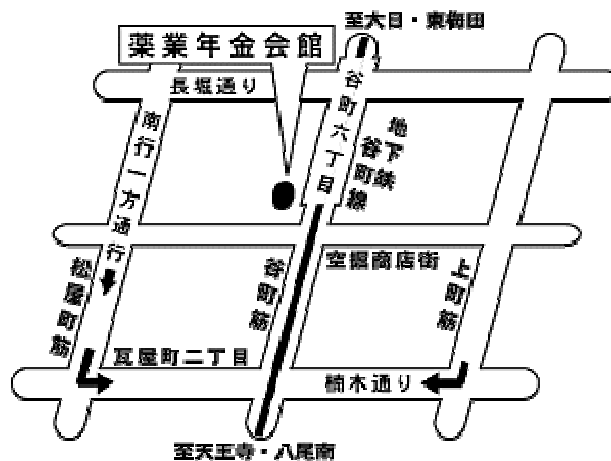 至大日・東梅田
薬業年金会館
長堀通り
谷町六丁目
地下鉄
谷町線
南行一方通行
空堀商店街
松屋町筋
谷町筋
上町筋
瓦屋町二丁目
楠木通り
至天王寺・八尾南